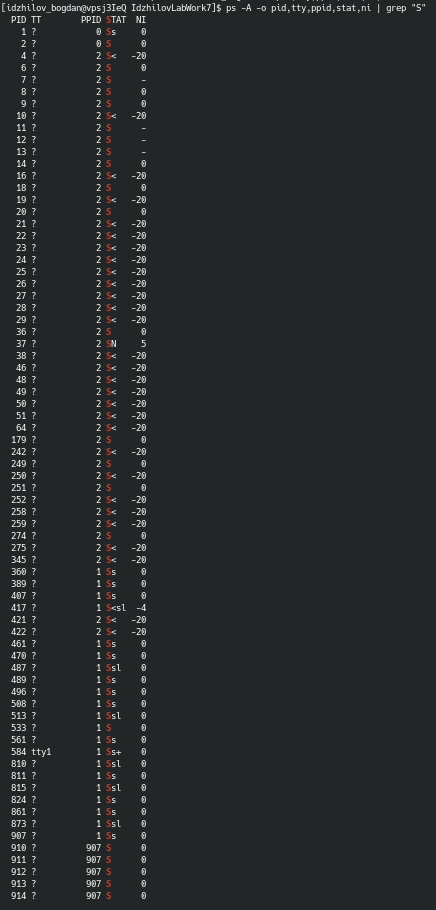 [idzhilov_bogdan@vpsj3IeQ IdzhilovLabWork7]$ ps -A -o pid,tty,ppid,stat,ni | grep "S"
PID TT PPID STAT NI
1 ? 0 Ss 0
2 ? 0 S 0
4 ? 2 S< -20
6 ? 2 S 0
7 ? 2 S -
8 ? 2 S 0
9 ? 2 S 0
10 ? 2 S< -20
11 ? 2 S -
12 ? 2 S -
13 ? 2 S -
14 ? 2 S 0
16 ? 2 S< -20
18 ? 2 S 0
19 ? 2 S< -20
20 ? 2 S 0
21 ? 2 S< -20
22 ? 2 S< -20
23 ? 2 S< -20
24 ? 2 S< -20
25 ? 2 S< -20
26 ? 2 S< -20
27 ? 2 S< -20
28 ? 2 S< -20
29 ? 2 S< -20
36 ? 2 S 0
37 ? 2 SN 5
38 ? 2 S< -20
46 ? 2 S< -20
48 ? 2 S< -20
49 ? 2 S< -20
50 ? 2 S< -20
51 ? 2 S< -20
64 ? 2 S< -20
179 ? 2 S 0
242 ? 2 S< -20
249 ? 2 S 0
250 ? 2 S< -20
251 ? 2 S 0
252 ? 2 S< -20
258 ? 2 S< -20
259 ? 2 S< -20
274 ? 2 S 0
275 ? 2 S< -20
345 ? 2 S< -20
360 ? 1 Ss 0
389 ? 1 Ss 0
407 ? 1 Ss 0
417 ? 1 S<sl -4
421 ? 2 S< -20
422 ? 2 S< -20
461 ? 1 Ss 0
470 ? 1 Ss 0
487 ? 1 Ssl 0
489 ? 1 Ss 0
496 ? 1 Ss 0
508 ? 1 Ss 0
513 ? 1 Ssl 0
533 ? 1 S 0
561 ? 1 Ss 0
584 tty1 1 Ss+ 0
810 ? 1 Ssl 0
811 ? 1 Ss 0
815 ? 1 Ssl 0
824 ? 1 Ss 0
861 ? 1 Ss 0
873 ? 1 Ssl 0
907 ? 1 Ss 0
910 ? 907 S 0
911 ? 907 S 0
912 ? 907 S 0
913 ? 907 S 0
914 ? 907 S 0